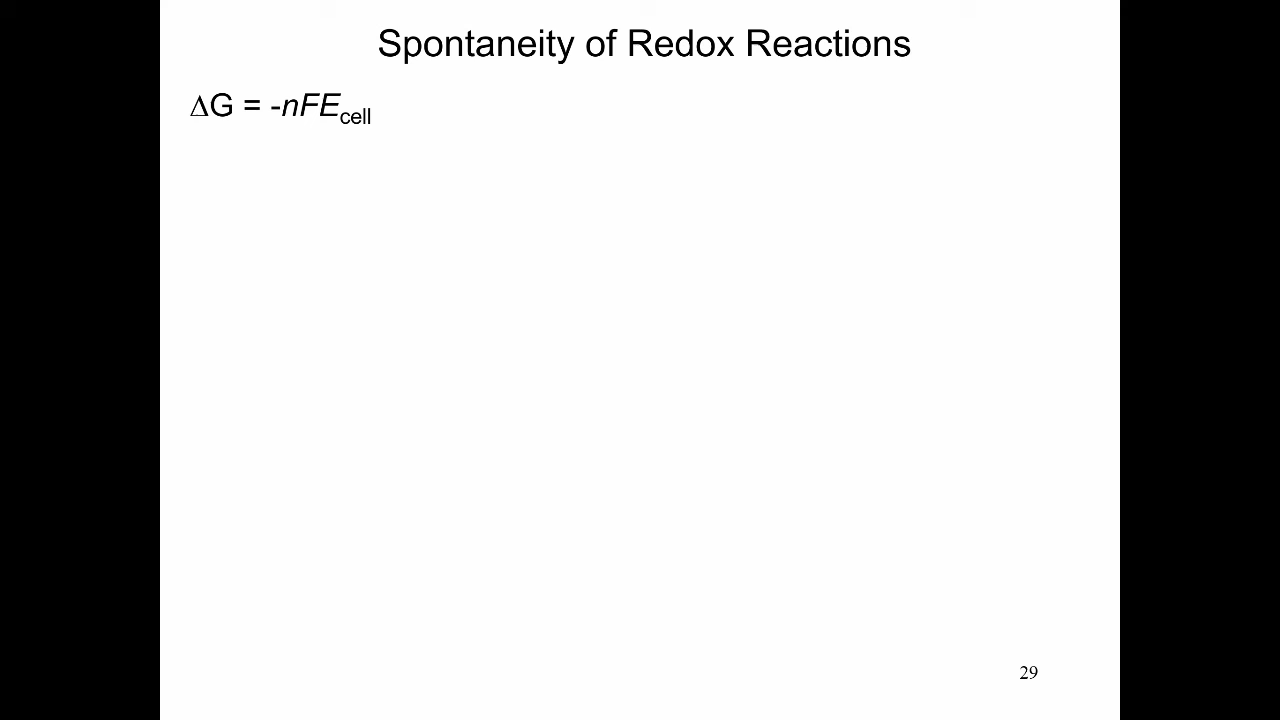 Spontaneity of Redox Reactions
ΔG = -nFEcell
29